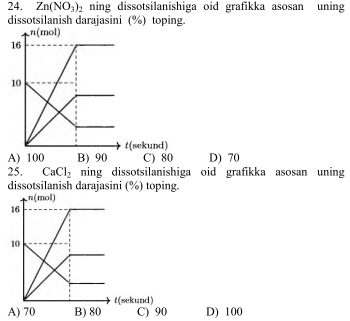 24. Zn(NO₃)₂ ning dissotsilanishiga oid grafikka asosan uning
dissotsilanish darajasini (%) toping.
n(mol)
16
10
t(sekund)
A) 100 B) 90 C) 80 D) 70
25. CaCl₂ ning dissotsilanishiga oid grafikka asosan uning
dissotsilanish darajasini (%) toping.
n(mol)
16
10
t(sekund)
A) 70 B) 80 C) 90 D) 100